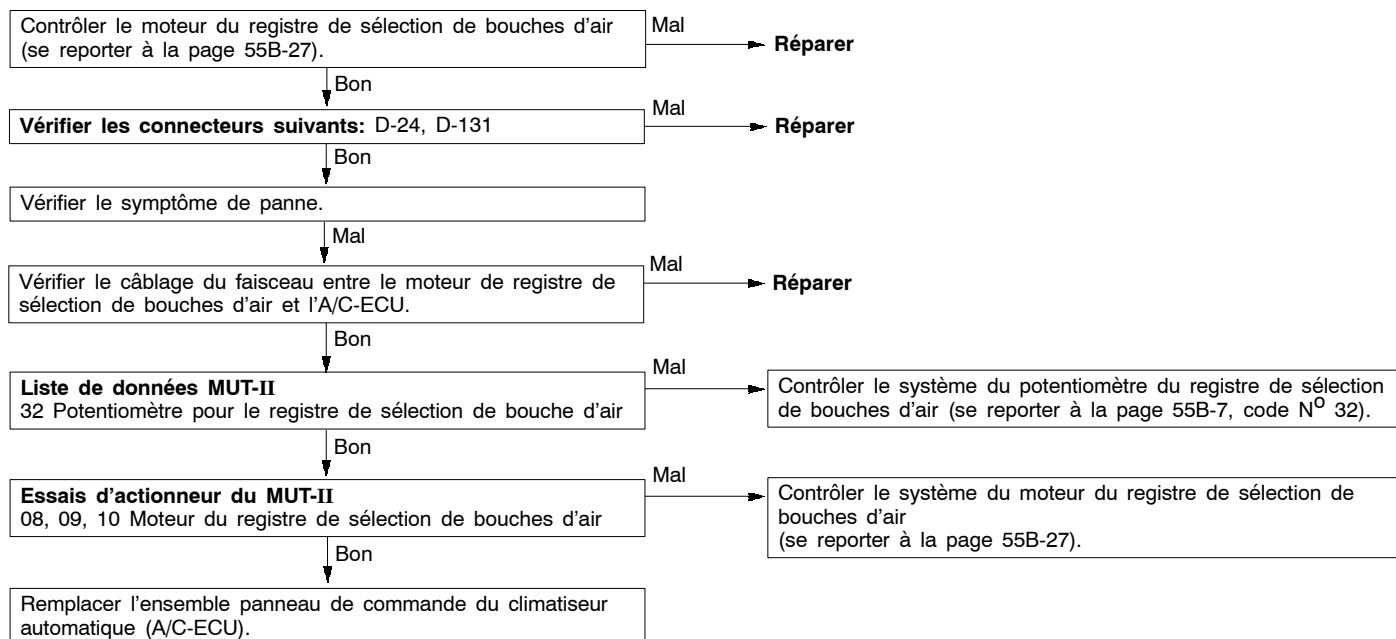 Contrôler le moteur du registre de sélection de bouches d'air
(se reporter à la page 55B-27).
Mal
Réparer
Bon
Vérifier les connecteurs suivants: D-24, D-131
Mal
Réparer
Bon
Vérifier le symptôme de panne.
Mal
Vérifier le câblage du faisceau entre le moteur de registre de
sélection de bouches d'air et l'A/C-ECU.
Mal
Réparer
Bon
Liste de données MUT-II
32 Potentiomètre pour le registre de sélection de bouche d'air
Mal
Contrôler le système du potentiomètre du registre de sélection
de bouches d'air (se reporter à la page 55B-7, code Nº 32).
Bon
Essais d'actionneur du MUT-II
08, 09, 10 Moteur du registre de sélection de bouches d'air
Mal
Contrôler le système du moteur du registre de sélection de
bouches d'air
(se reporter à la page 55B-27).
Bon
Remplacer l'ensemble panneau de commande du climatiseur
automatique (A/C-ECU).